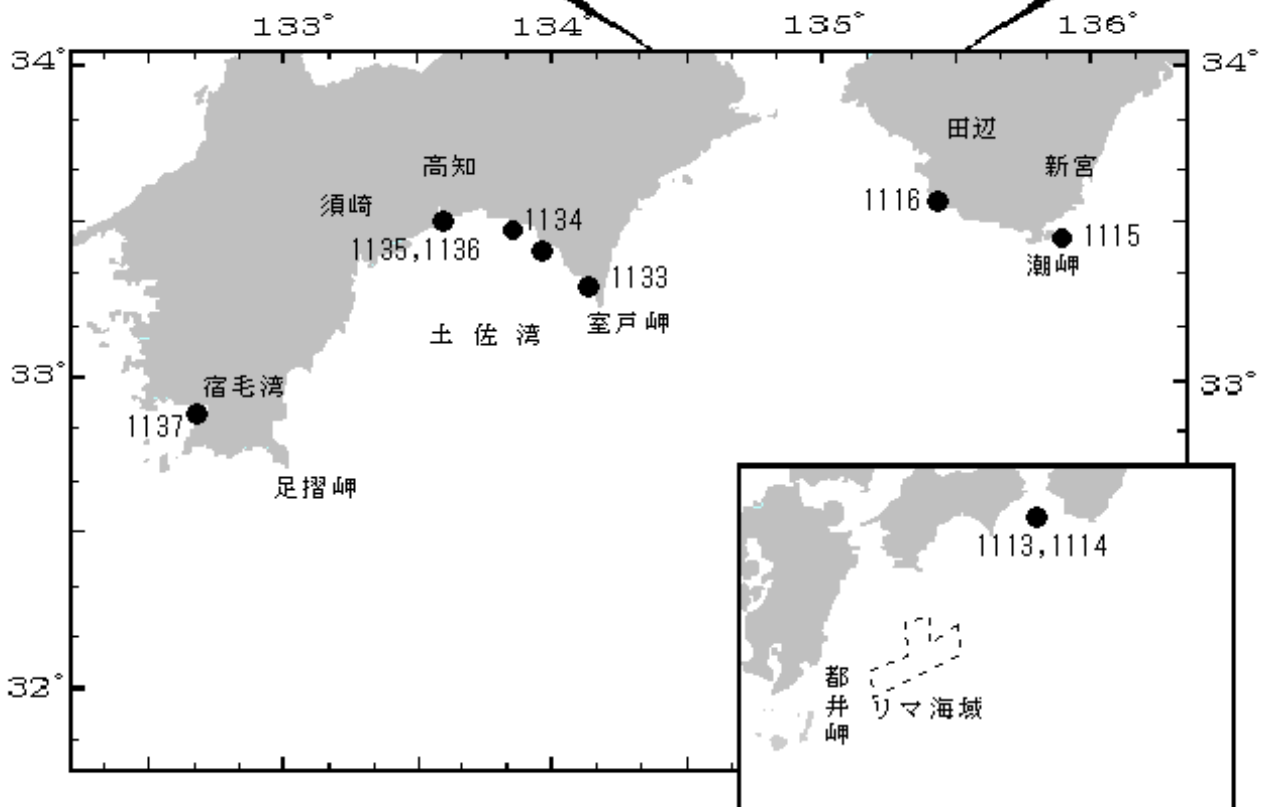 133° 134° 135° 136°
34° 34°
田辺
高知 新宮
須崎 1116
1134
1135,1136 1115
潮岬
1133
室戸岬
土佐湾
33° 33°
宿毛湾
1137
足摺岬
1113,1114
都井岬
リマ海域
32°